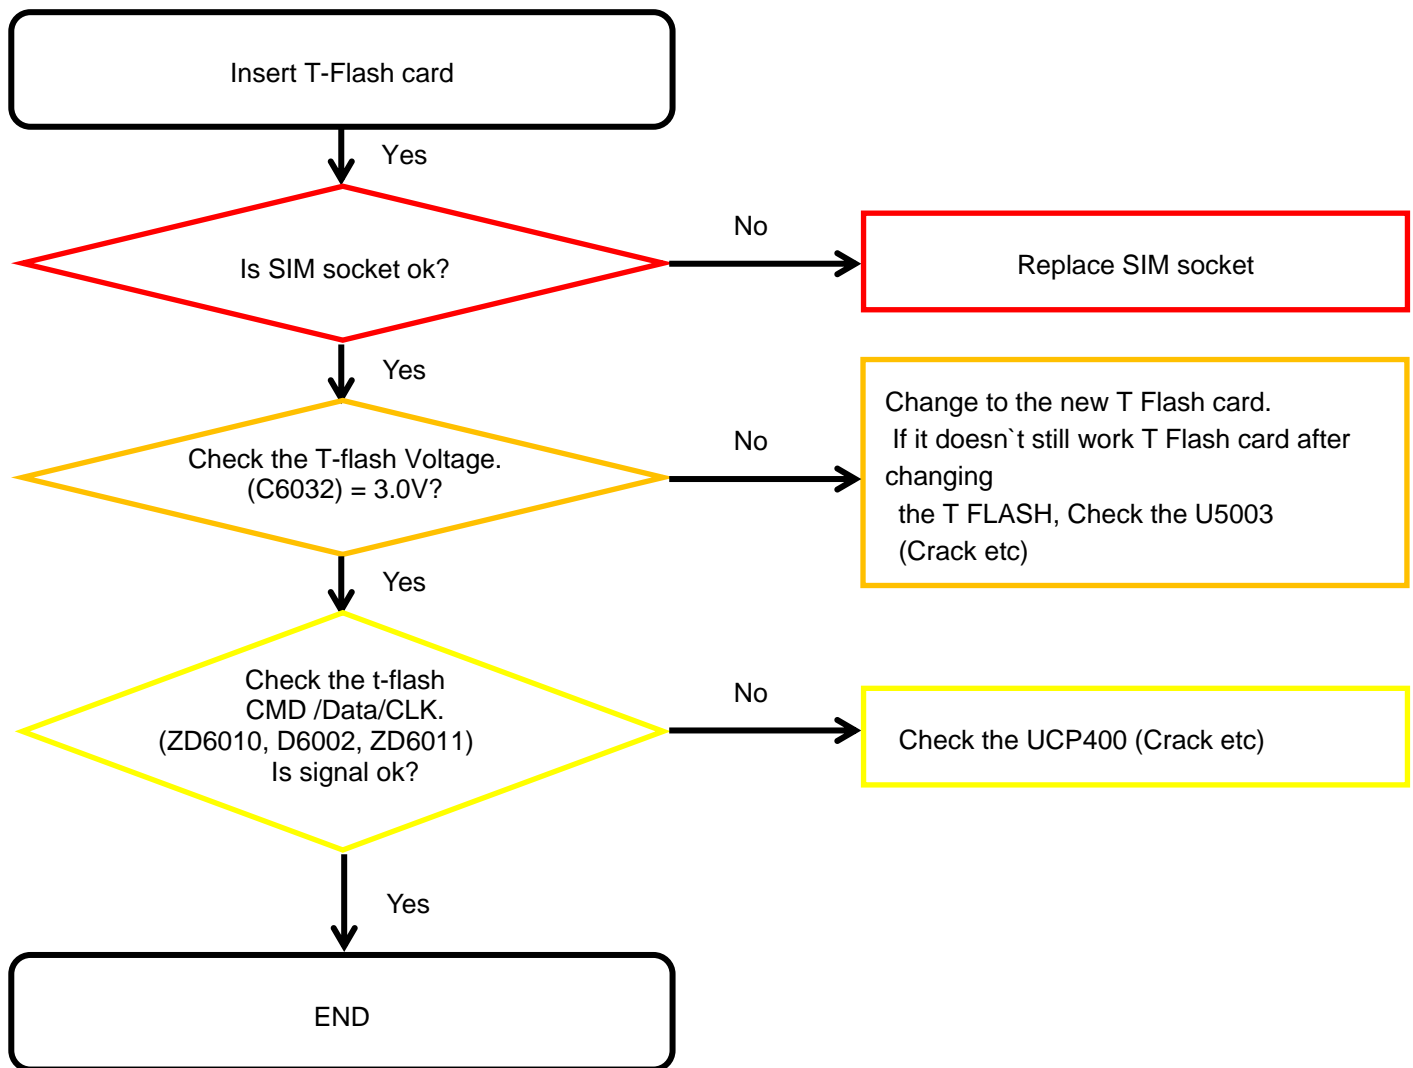 Insert T-Flash card
Yes
Is SIM socket ok?
No
Replace SIM socket
Yes
Check the T-flash Voltage.
(C6032) = 3.0V?
No
Change to the new T Flash card.
If it doesn`t still work T Flash card after
changing
the T FLASH, Check the U5003
(Crack etc)
Yes
Check the t-flash
CMD /Data/CLK.
(ZD6010, D6002, ZD6011)
Is signal ok?
No
Check the UCP400 (Crack etc)
Yes
END